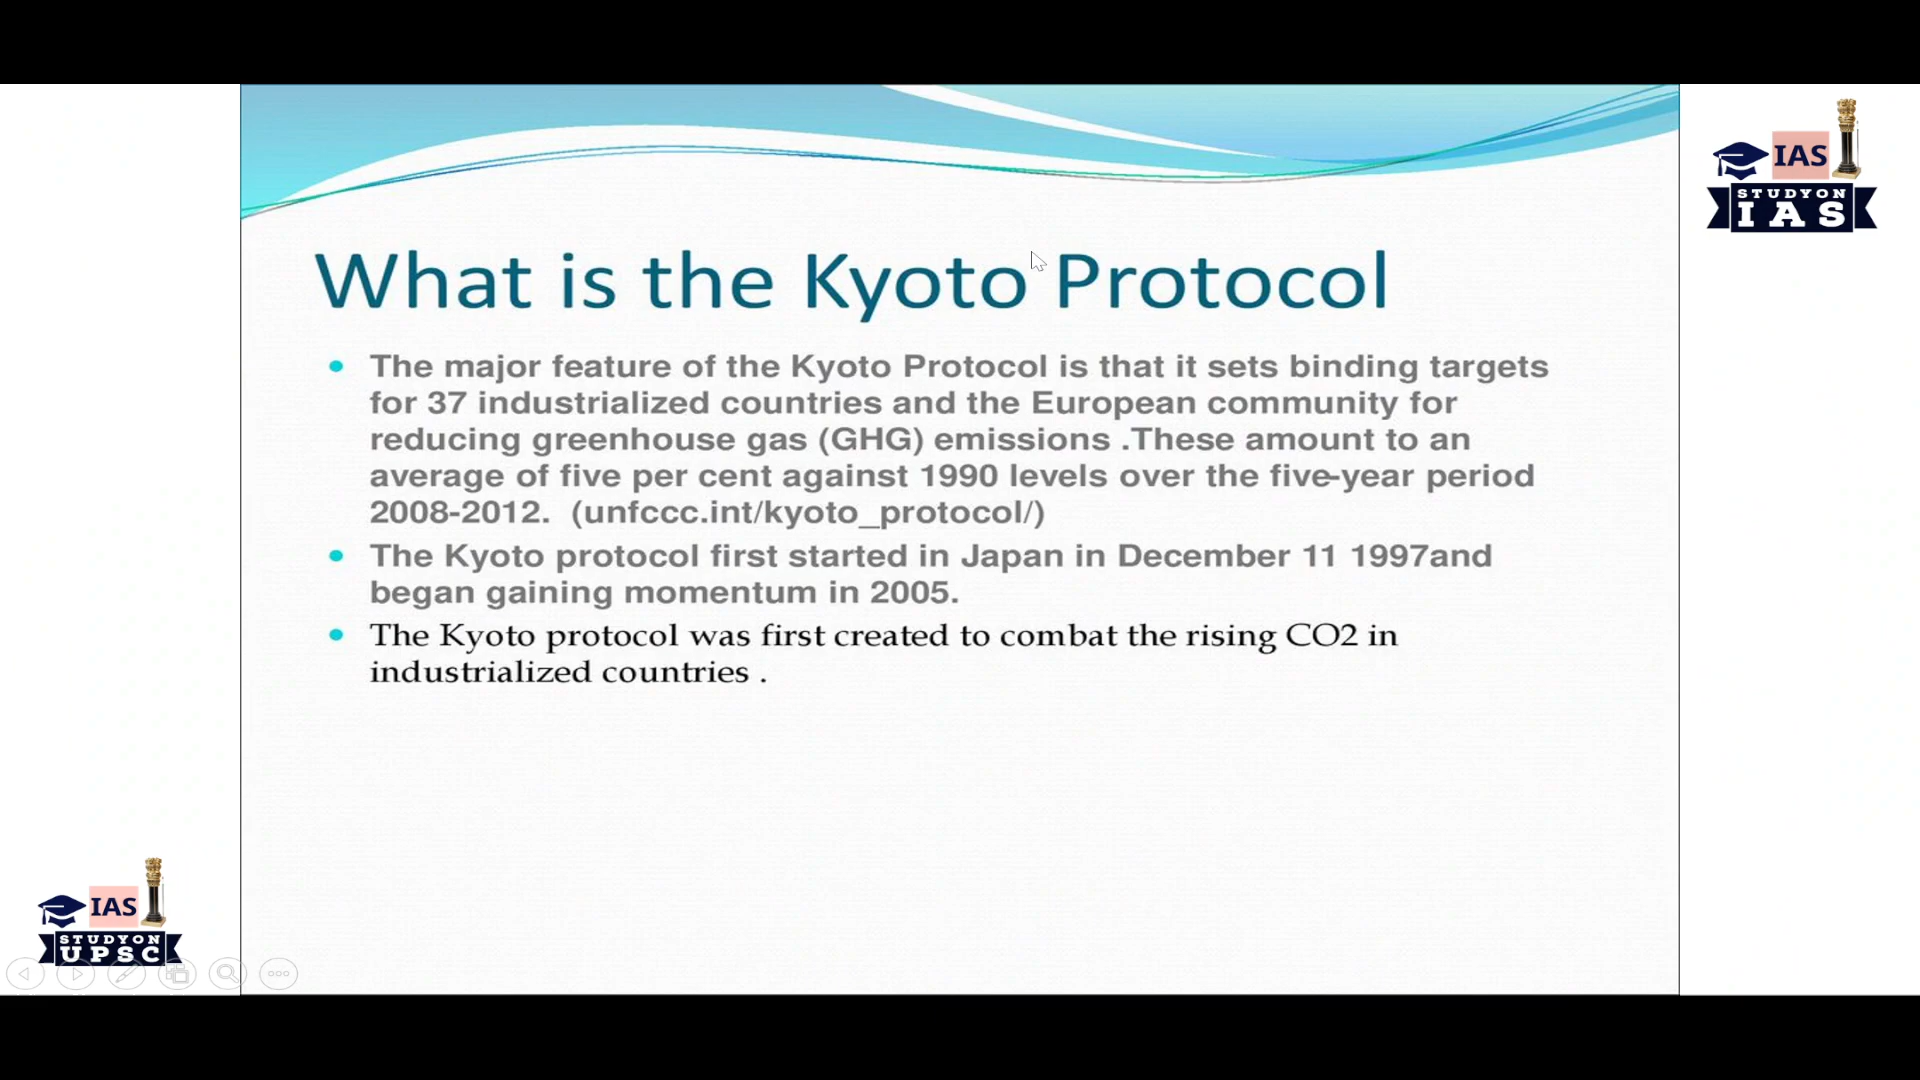 IAS
STUDYON
IAS
What is the Kyoto Protocol
The major feature of the Kyoto Protocol is that it sets binding targets
for 37 industrialized countries and the European community for
reducing greenhouse gas (GHG) emissions .These amount to an
average of five per cent against 1990 levels over the five-year period
2008-2012. (unfccc.int/kyoto_protocol/)
The Kyoto protocol first started in Japan in December 11 1997and
began gaining momentum in 2005.
The Kyoto protocol was first created to combat the rising CO2 in
industrialized countries .
IAS
STUDYON
UPSC